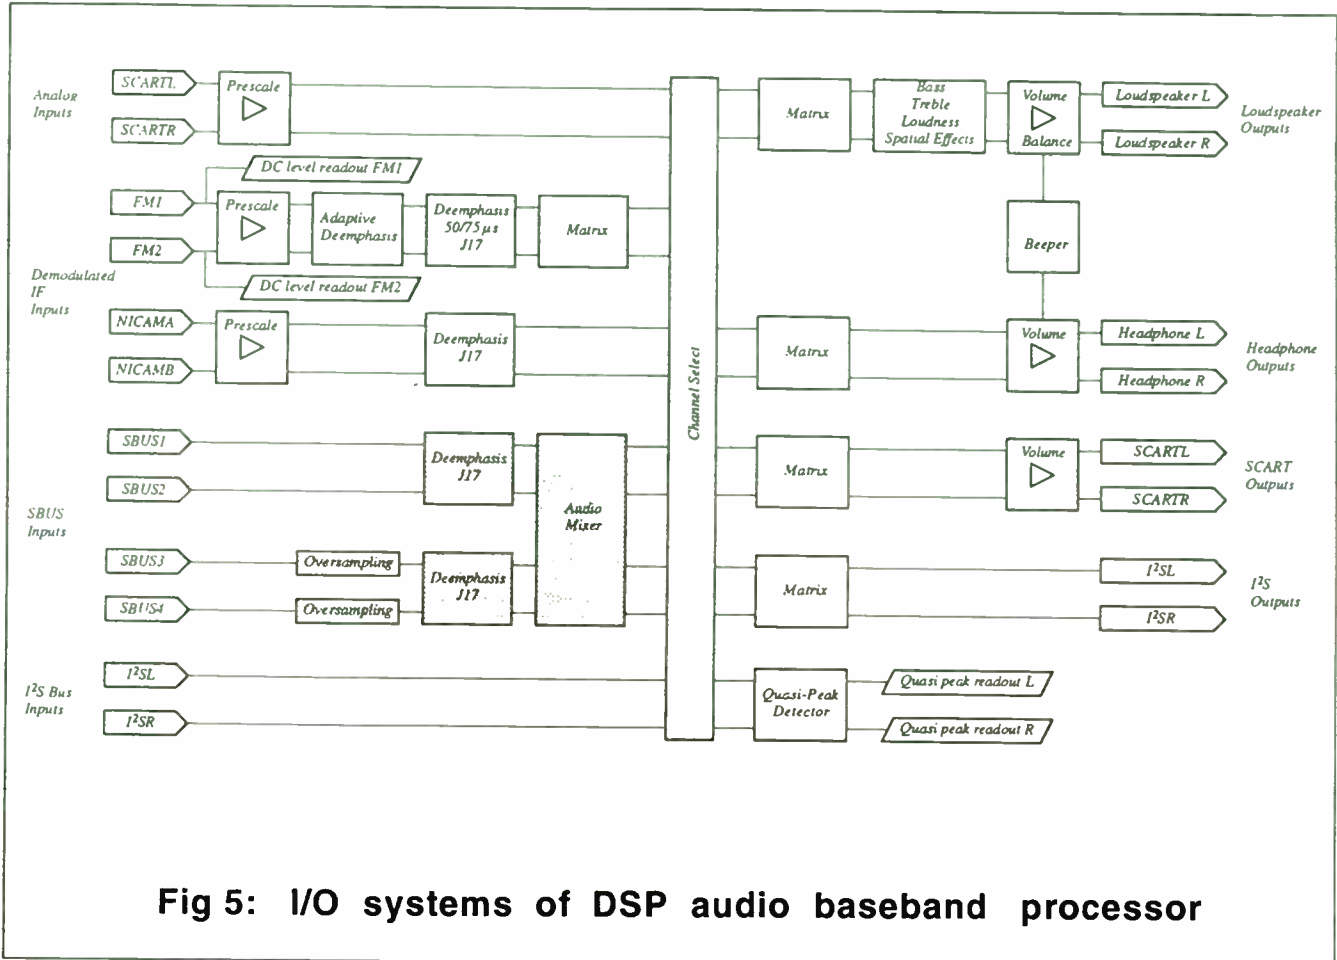 Analog
Inputs
SCARTL
SCARTR
Prescale
DC level readout FM1
FM1
FM2
Prescale
Adaptive
Deemphasis
Deemphasis
50/75 µs
J17
Matrix
DC level readout FM2
Demodulated
IF
Inputs
NICAMA
NICAMB
Prescale
Deemphasis
J17
SBUS
Inputs
SBUS1
SBUS2
Deemphasis
J17
Audio
Mixer
SBUS3
SBUS4
Oversampling
Oversampling
Deemphasis
J17
I²S Bus
Inputs
I²SL
I²SR
Channel Select
Matrix
Bass
Treble
Loudness
Spatial Effects
Volume
Balance
Loudspeaker L
Loudspeaker R
Loudspeaker
Outputs
Beeper
Matrix
Volume
Headphone L
Headphone R
Headphone
Outputs
Matrix
Volume
SCARTL
SCARTR
SCART
Outputs
Matrix
I²SL
I²SR
I²S
Outputs
Quasi-Peak
Detector
Quasi peak readout L
Quasi peak readout R
Fig 5: I/O systems of DSP audio baseband processor